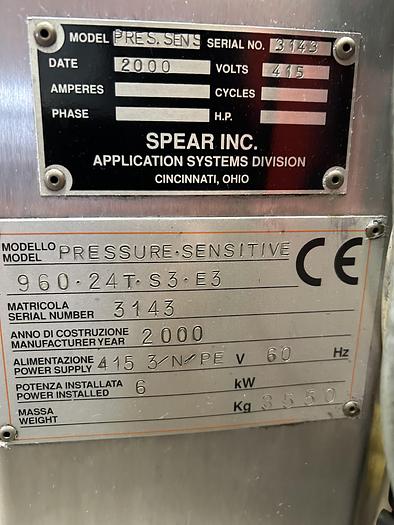 MODEL PRES.SENS SERIAL NO. 3143
DATE 2000 VOLTS 415
AMPERES CYCLES
PHASE H.P.
SPEAR INC.
APPLICATION SYSTEMS DIVISION
CINCINNATI, OHIO
MODELLO
MODEL PRESSURE·SENSITIVE
960·24T·S3·E3
CE
MATRICOLA
SERIAL NUMBER 3143
ANNO DI COSTRUZIONE
MANUFACTURER YEAR 2000
ALIMENTAZIONE
POWER SUPPLY 415 3/N/PE V 60 Hz
POTENZA INSTALLATA
POWER INSTALLED 6 kW
MASSA
WEIGHT Kg 3550